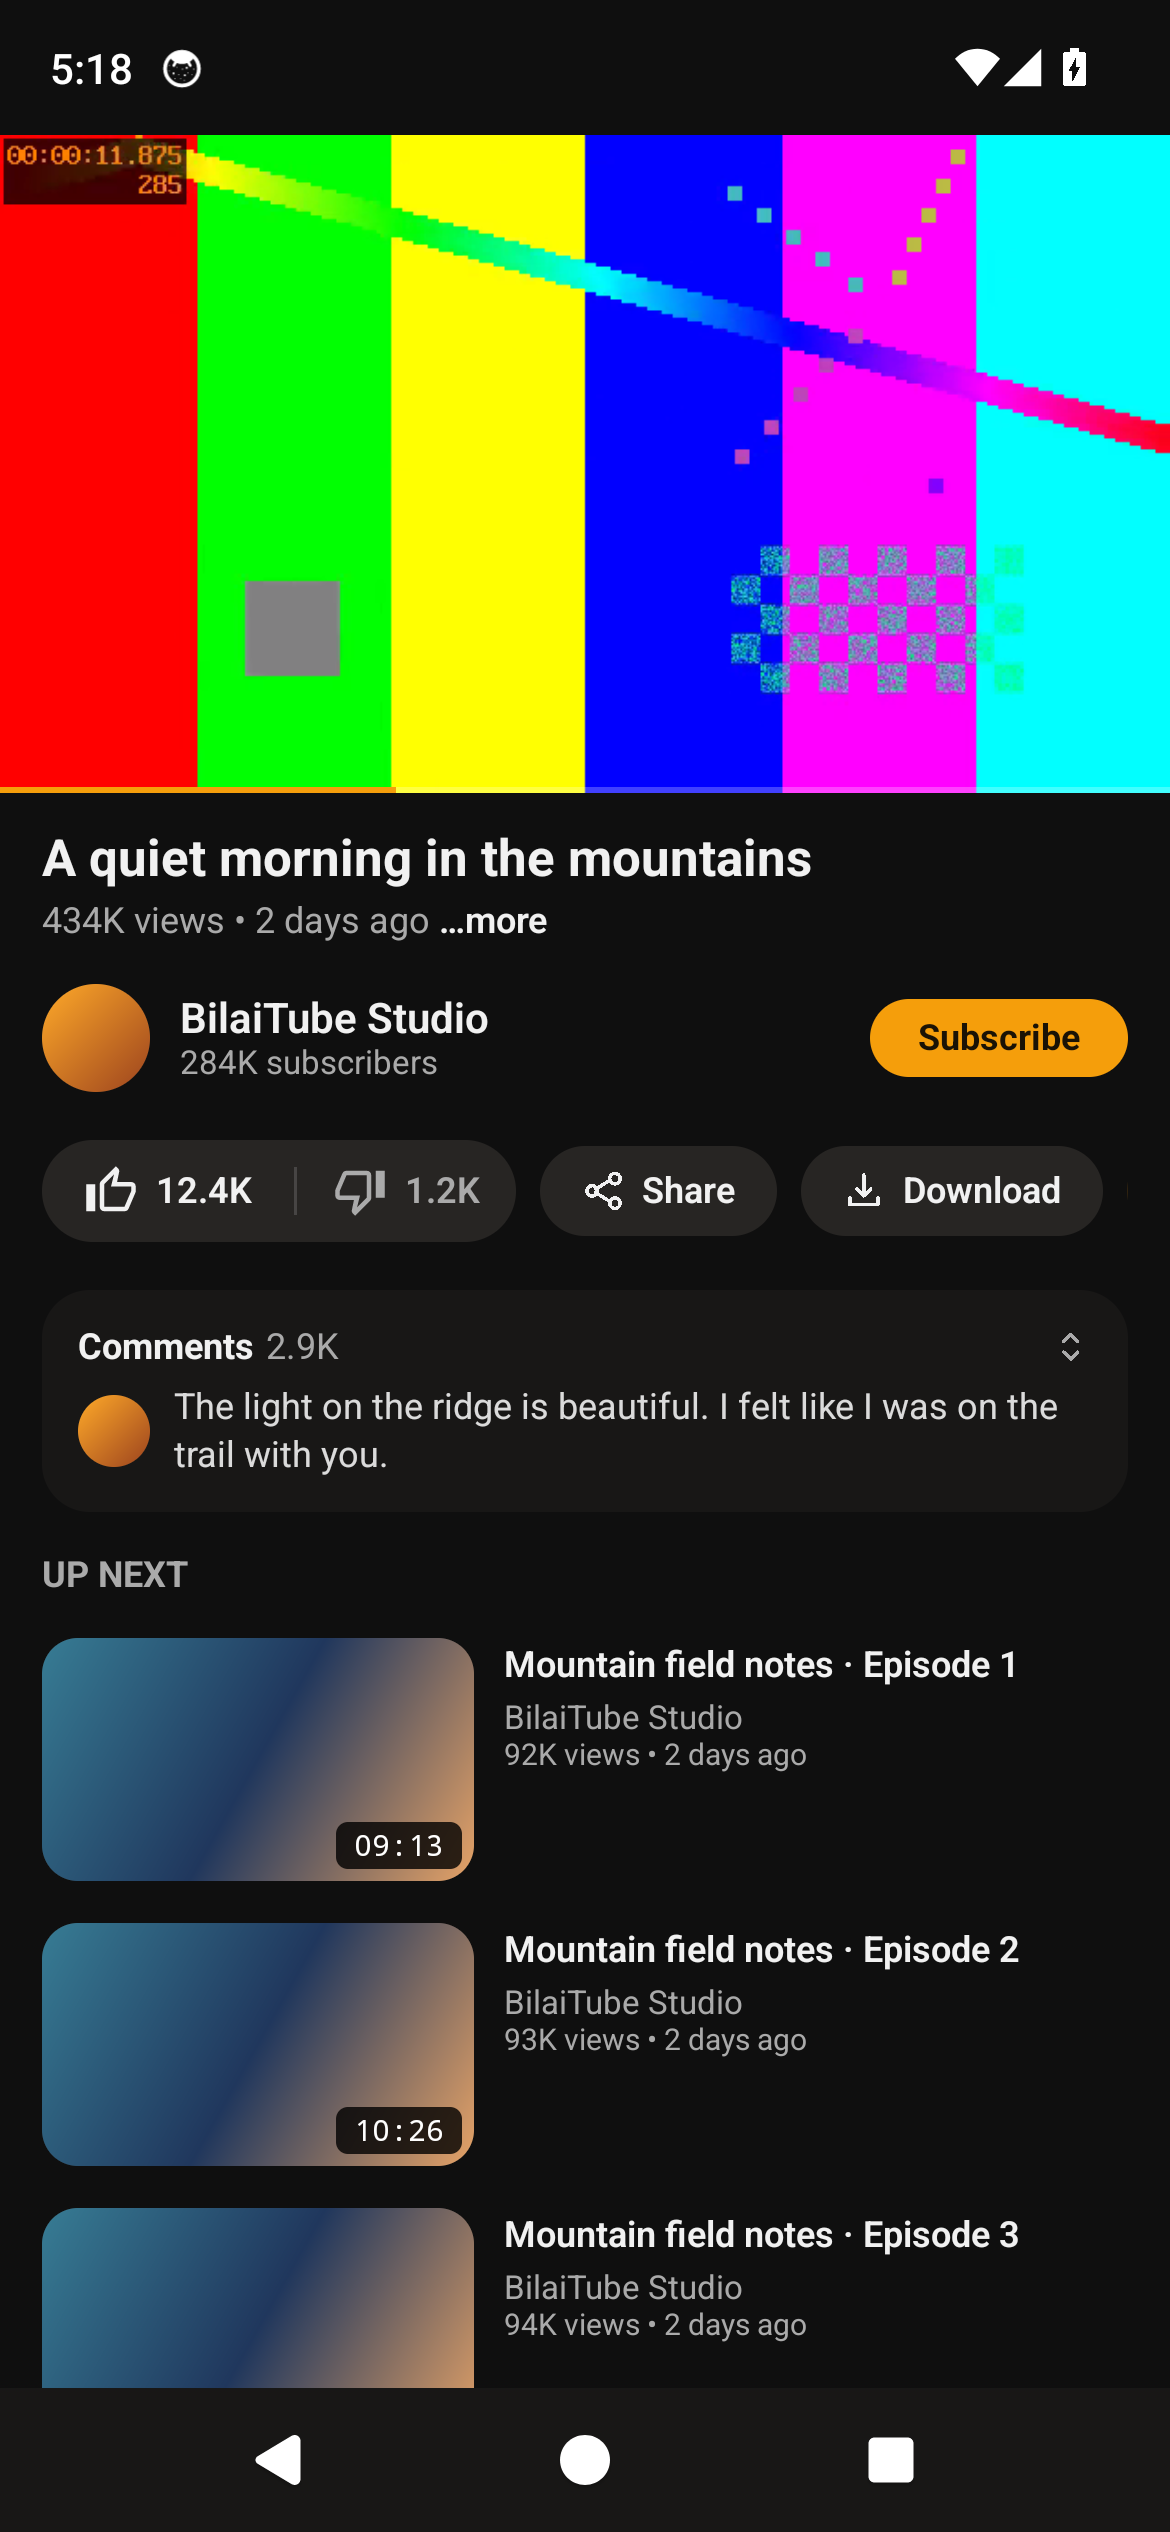 5:18
00:00:11.875
285
A quiet morning in the mountains
434K views • 2 days ago ...more
BilaiTube Studio
284K subscribers
Subscribe
12.4K
1.2K
Share
Download
Comments 2.9K
The light on the ridge is beautiful. I felt like I was on the
trail with you.
UP NEXT
Mountain field notes · Episode 1
BilaiTube Studio
92K views • 2 days ago
09:13
Mountain field notes · Episode 2
BilaiTube Studio
93K views • 2 days ago
10:26
Mountain field notes · Episode 3
BilaiTube Studio
94K views • 2 days ago